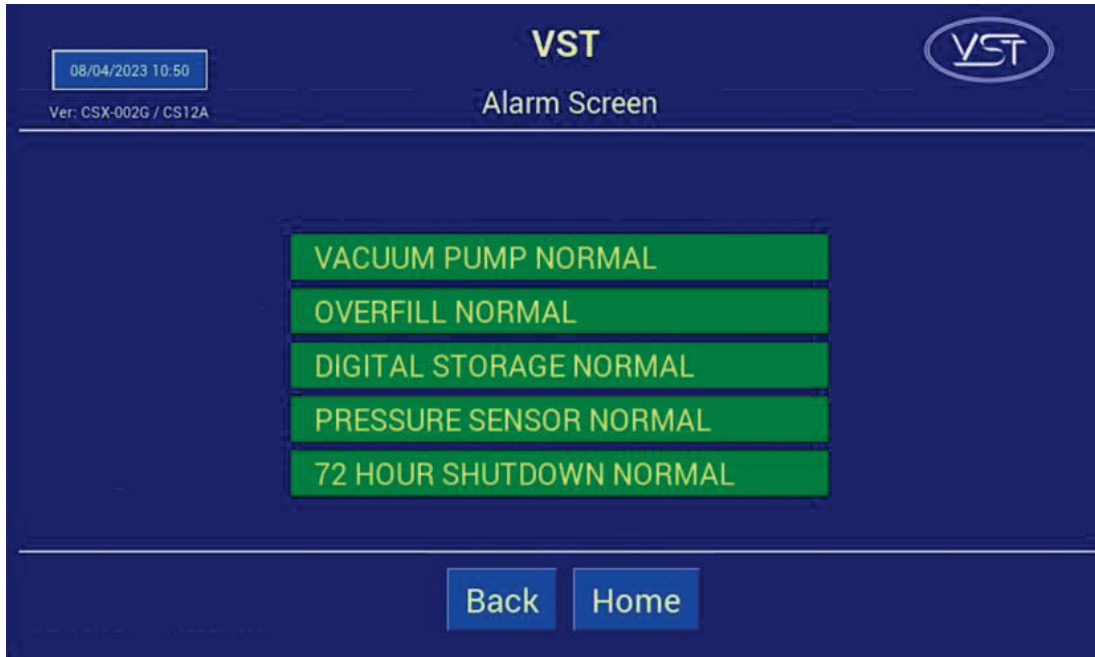 VST
VST
08/04/2023 10:50
Alarm Screen
Ver: CSX-002G / CS12A
VACUUM PUMP NORMAL
OVERFILL NORMAL
DIGITAL STORAGE NORMAL
PRESSURE SENSOR NORMAL
72 HOUR SHUTDOWN NORMAL
Back
Home